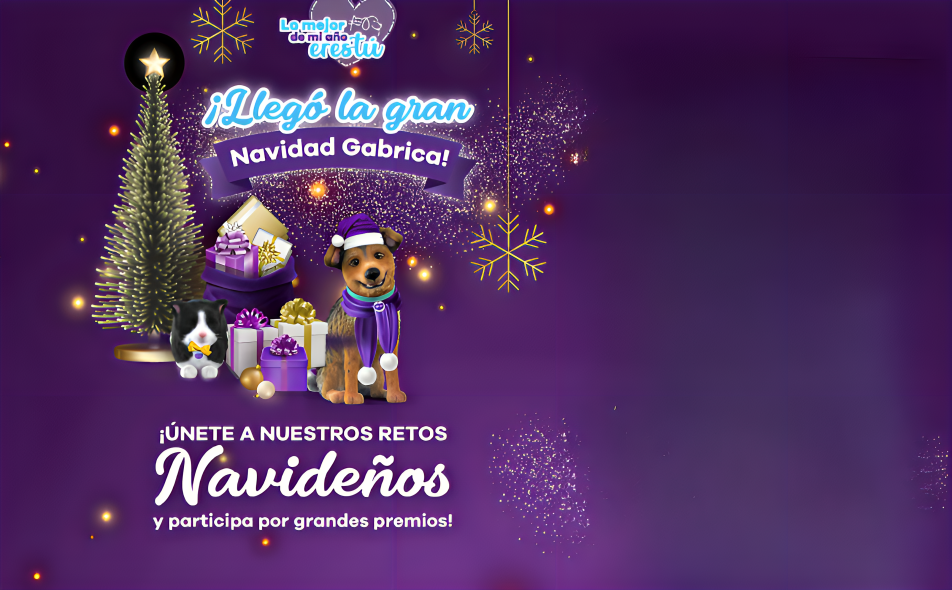 Lo mejor
de mi año
eres tú
¡Llegó la gran
Navidad Gabrica!
¡ÚNETE A NUESTROS RETOS
Navideños
y participa por grandes premios!